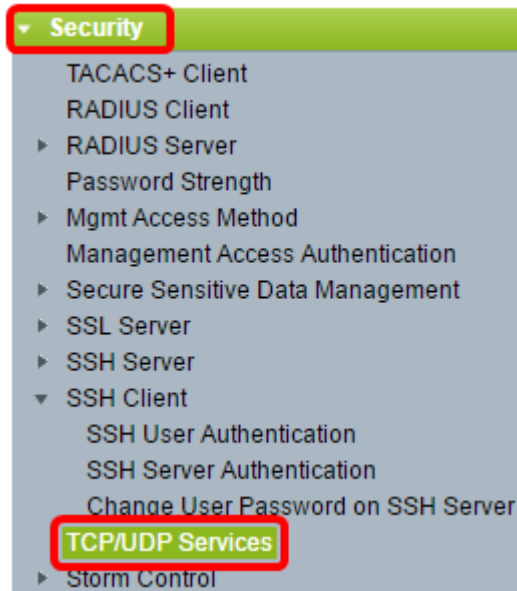 Security
TACACS+ Client
RADIUS Client
RADIUS Server
Password Strength
Mgmt Access Method
Management Access Authentication
Secure Sensitive Data Management
SSL Server
SSH Server
SSH Client
SSH User Authentication
SSH Server Authentication
Change User Password on SSH Server
TCP/UDP Services
Storm Control